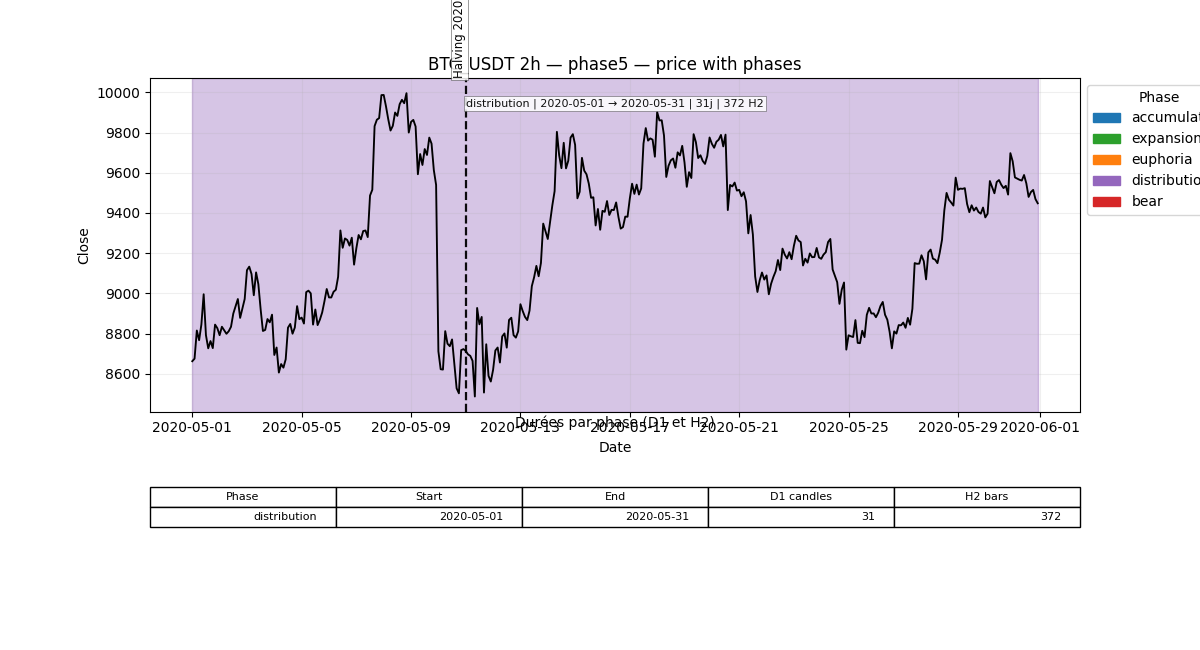 Halving 2020
BTCUSDT 2h — phase5 — price with phases
distribution | 2020-05-01 → 2020-05-31 | 31j | 372 H2
Close
10000
9800
9600
9400
9200
9000
8800
8600
Phase
accumulat
expansion
euphoria
distributio
bear
Durées par phase (D1 et H2)
2020-05-01 2020-05-05 2020-05-09 2020-05-13 2020-05-17 2020-05-21 2020-05-25 2020-05-29 2020-06-01
Date
Phase Start End D1 candles H2 bars
distribution 2020-05-01 2020-05-31 31 372